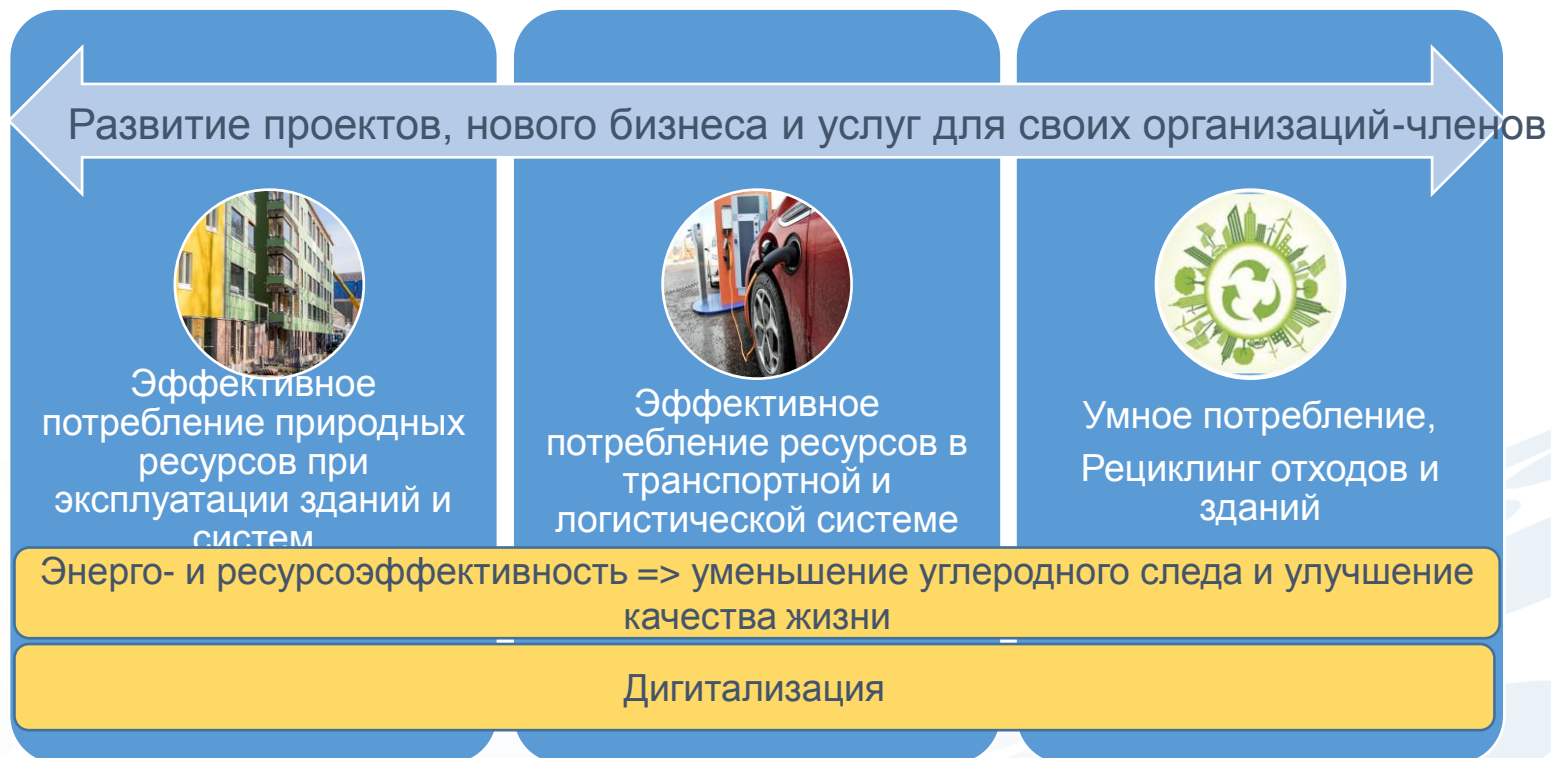 Развитие проектов, нового бизнеса и услуг для своих организаций-членов
Эффективное
потребление природных
ресурсов при
эксплуатации зданий и
систем
Эффективное
потребление ресурсов в
транспортной и
логистической системе
Умное потребление,
Рециклинг отходов и
зданий
Энерго- и ресурсоэффективность => уменьшение углеродного следа и улучшение
качества жизни
Дигитализация